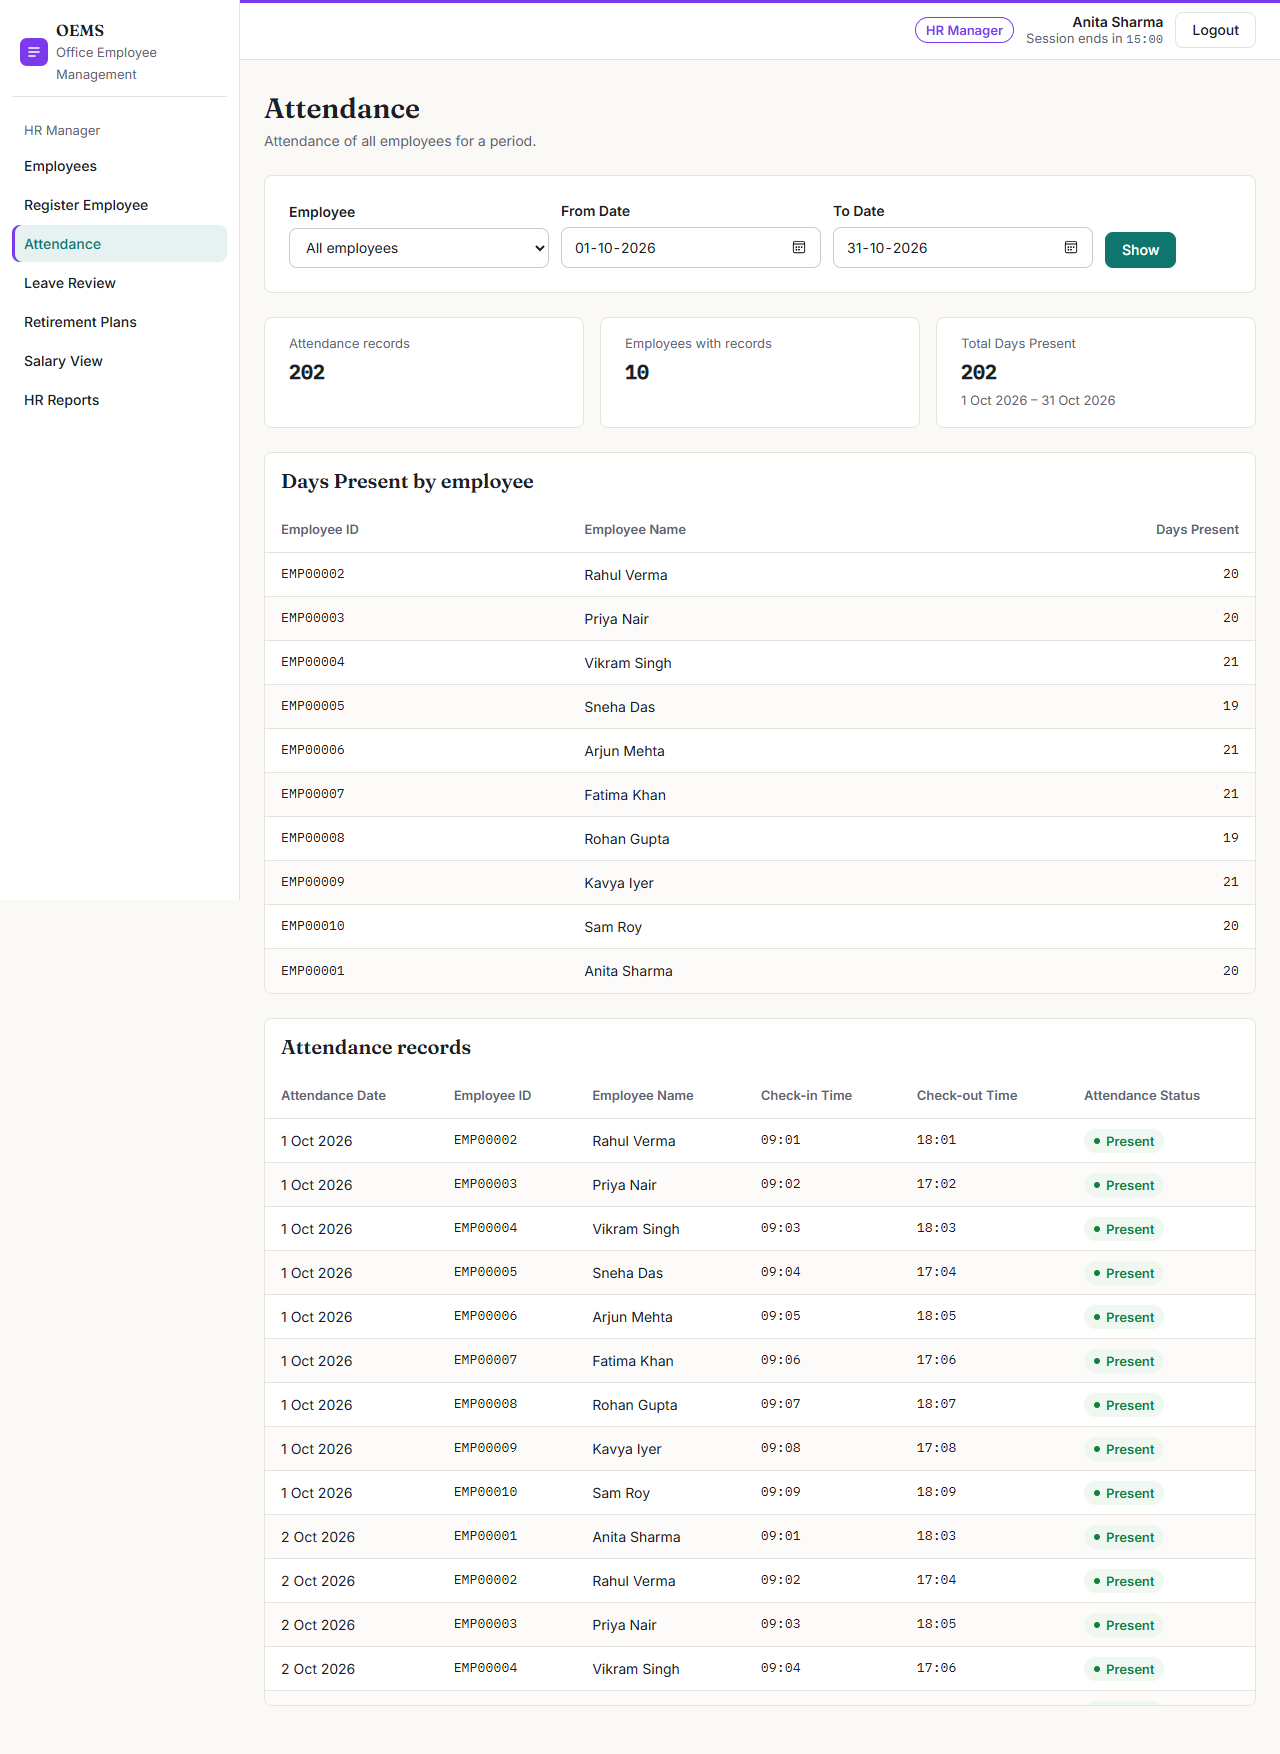 OEMS
Office Employee
Management
HR Manager
Employees
Register Employee
Attendance
Leave Review
Retirement Plans
Salary View
HR Reports
HR Manager
Anita Sharma
Session ends in 15:00
Logout
Attendance
Attendance of all employees for a period.
Employee From Date To Date
All employees 01-10-2026 31-10-2026 Show
Attendance records
202
Employees with records
10
Total Days Present
202
1 Oct 2026 – 31 Oct 2026
Days Present by employee
Employee ID Employee Name Days Present
EMP00002 Rahul Verma 20
EMP00003 Priya Nair 20
EMP00004 Vikram Singh 21
EMP00005 Sneha Das 19
EMP00006 Arjun Mehta 21
EMP00007 Fatima Khan 21
EMP00008 Rohan Gupta 19
EMP00009 Kavya Iyer 21
EMP00010 Sam Roy 20
EMP00001 Anita Sharma 20
Attendance records
Attendance Date Employee ID Employee Name Check-in Time Check-out Time Attendance Status
1 Oct 2026 EMP00002 Rahul Verma 09:01 18:01 Present
1 Oct 2026 EMP00003 Priya Nair 09:02 17:02 Present
1 Oct 2026 EMP00004 Vikram Singh 09:03 18:03 Present
1 Oct 2026 EMP00005 Sneha Das 09:04 17:04 Present
1 Oct 2026 EMP00006 Arjun Mehta 09:05 18:05 Present
1 Oct 2026 EMP00007 Fatima Khan 09:06 17:06 Present
1 Oct 2026 EMP00008 Rohan Gupta 09:07 18:07 Present
1 Oct 2026 EMP00009 Kavya Iyer 09:08 17:08 Present
1 Oct 2026 EMP00010 Sam Roy 09:09 18:09 Present
2 Oct 2026 EMP00001 Anita Sharma 09:01 18:03 Present
2 Oct 2026 EMP00002 Rahul Verma 09:02 17:04 Present
2 Oct 2026 EMP00003 Priya Nair 09:03 18:05 Present
2 Oct 2026 EMP00004 Vikram Singh 09:04 17:06 Present